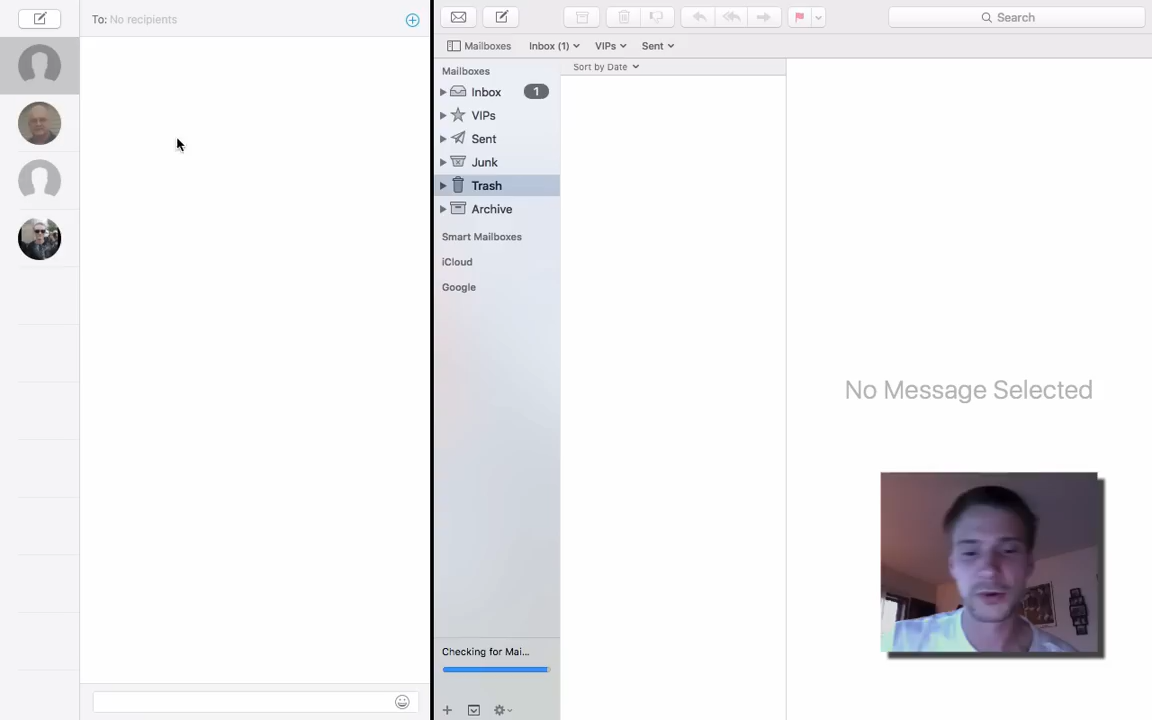 To: No recipients
Search
Mailboxes
Inbox (1)
VIPs
Sent
Mailboxes
Inbox
1
VIPs
Sent
Junk
Trash
Archive
Smart Mailboxes
iCloud
Google
Sort by Date
No Message Selected
Checking for Mai...